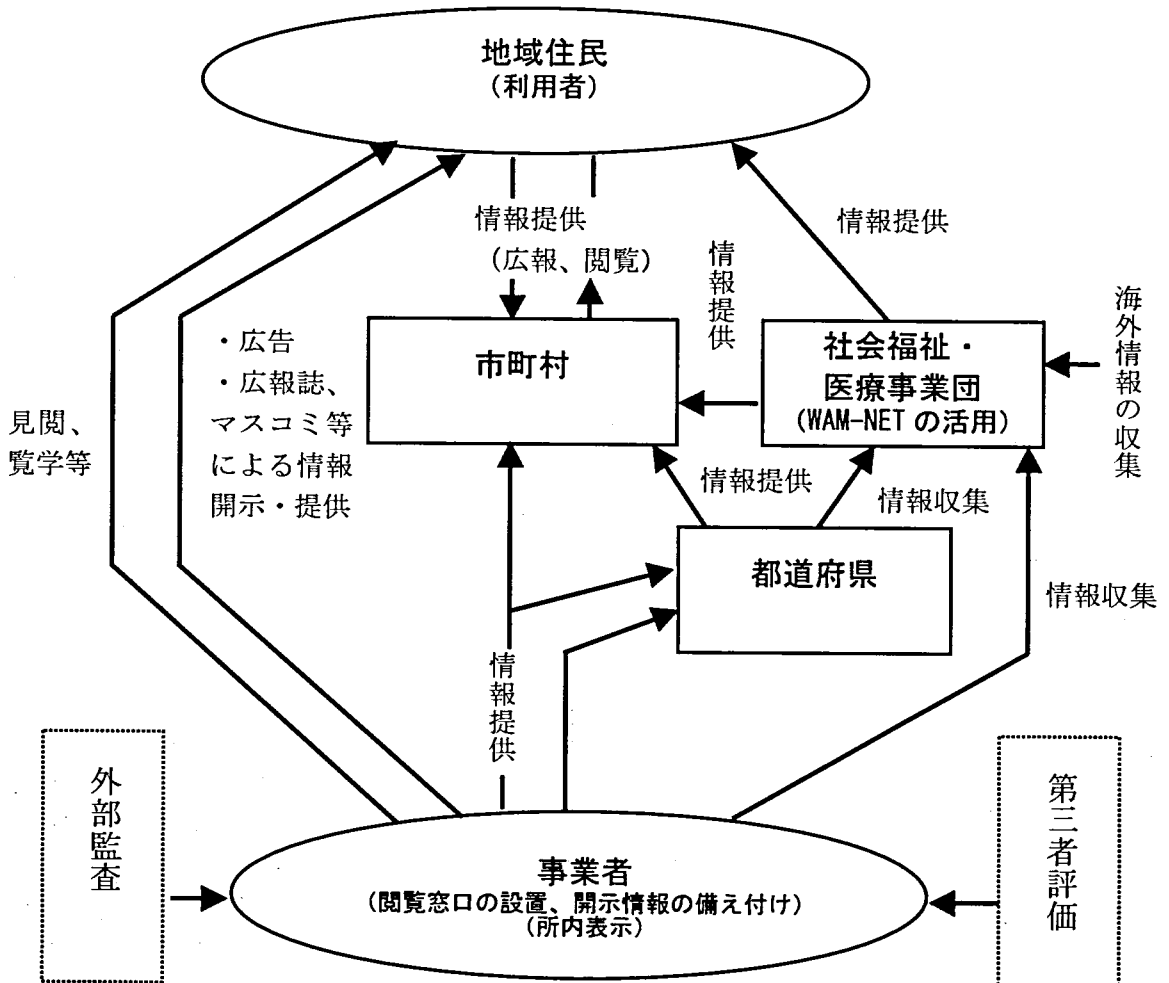 地域住民
(利用者)
情報提供
(広報、閲覧)
情報提供
情報提供
海外情報の収集
市町村
社会福祉・
医療事業団
(WAM-NETの活用)
・広告
・広報誌、
マスコミ等
による情報
開示・提供
見閲、
覧学等
情報提供
情報収集
都道府県
情報収集
情報提供
外部監査
第三者評価
事業者
(閲覧窓口の設置、開示情報の備え付け)
(所内表示)